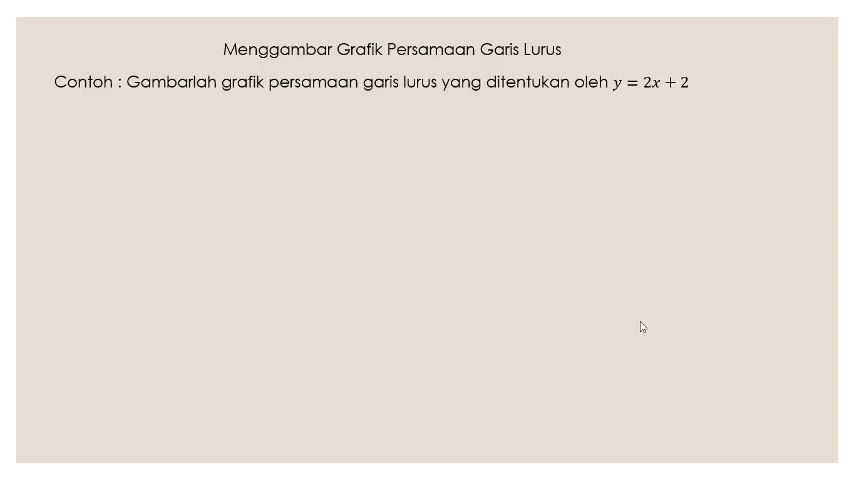 Menggambar Grafik Persamaan Garis Lurus
Contoh : Gambarlah grafik persamaan garis lurus yang ditentukan oleh y = 2x + 2